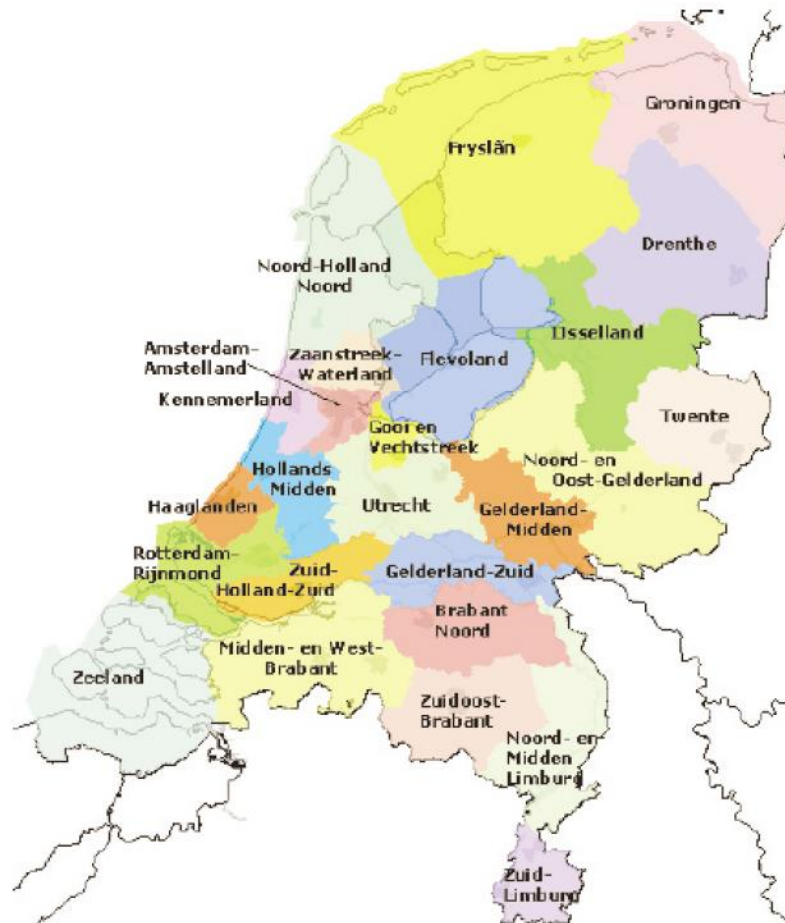 Groningen
Fryslân
Drenthe
Noord-Holland
Noord
IJsselland
Amsterdam-
Amstelland
Zaanstreek-
Waterland
Flevoland
Kennemerland
Twente
Gooi en
Vechtstreek
Noord- en
Oost-Gelderland
Hollands
Midden
Haaglanden
Utrecht
Gelderland-
Midden
Rotterdam-
Rijnmond
Zuid-
Holland-Zuid
Gelderland-Zuid
Brabant
Noord
Midden- en West-
Brabant
Zeeland
Zuidoost-
Brabant
Noord- en
Midden
Limburg
Zuid-
Limburg